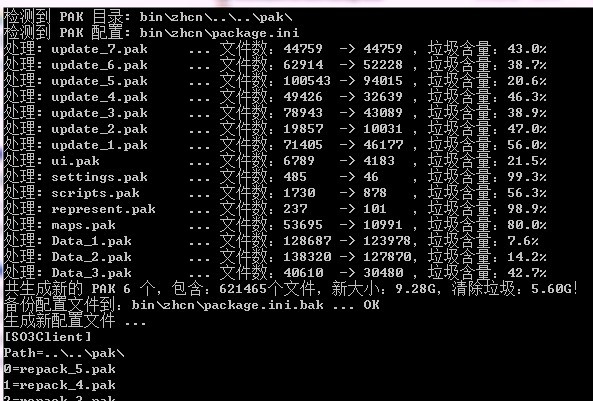 检测到 PAK 目录: bin\zhcn\..\..\pak\
检测到 PAK 配置: bin\zhcn\package.ini
处理: update_7.pak ... 文件数: 44759 -> 44759 , 垃圾含量: 43.0%
处理: update_6.pak ... 文件数: 62914 -> 52228 , 垃圾含量: 38.7%
处理: update_5.pak ... 文件数: 100543 -> 94015 , 垃圾含量: 20.6%
处理: update_4.pak ... 文件数: 49426 -> 32639 , 垃圾含量: 46.3%
处理: update_3.pak ... 文件数: 78943 -> 43089 , 垃圾含量: 38.9%
处理: update_2.pak ... 文件数: 19857 -> 10031 , 垃圾含量: 47.0%
处理: update_1.pak ... 文件数: 71405 -> 46177 , 垃圾含量: 56.0%
处理: ui.pak ... 文件数: 6789 -> 4183 , 垃圾含量: 21.5%
处理: settings.pak ... 文件数: 485 -> 46 , 垃圾含量: 99.3%
处理: scripts.pak ... 文件数: 1730 -> 878 , 垃圾含量: 56.3%
处理: represent.pak ... 文件数: 237 -> 101 , 垃圾含量: 98.9%
处理: maps.pak ... 文件数: 53695 -> 10991 , 垃圾含量: 80.0%
处理: Data_1.pak ... 文件数: 128687 -> 123978, 垃圾含量: 7.6%
处理: Data_2.pak ... 文件数: 138320 -> 127870, 垃圾含量: 14.2%
处理: Data_3.pak ... 文件数: 40610 -> 30480 , 垃圾含量: 42.7%
共生成新的 PAK 6 个, 包含: 621465个文件, 新大小: 9.28G, 清除垃圾: 5.60G!
备份配置文件到: bin\zhcn\package.ini.bak ... OK
生成新配置文件 ...
[SO3Client]
Path=..\..\pak\
0=repack_5.pak
1=repack_4.pak
2=repack_3.pak